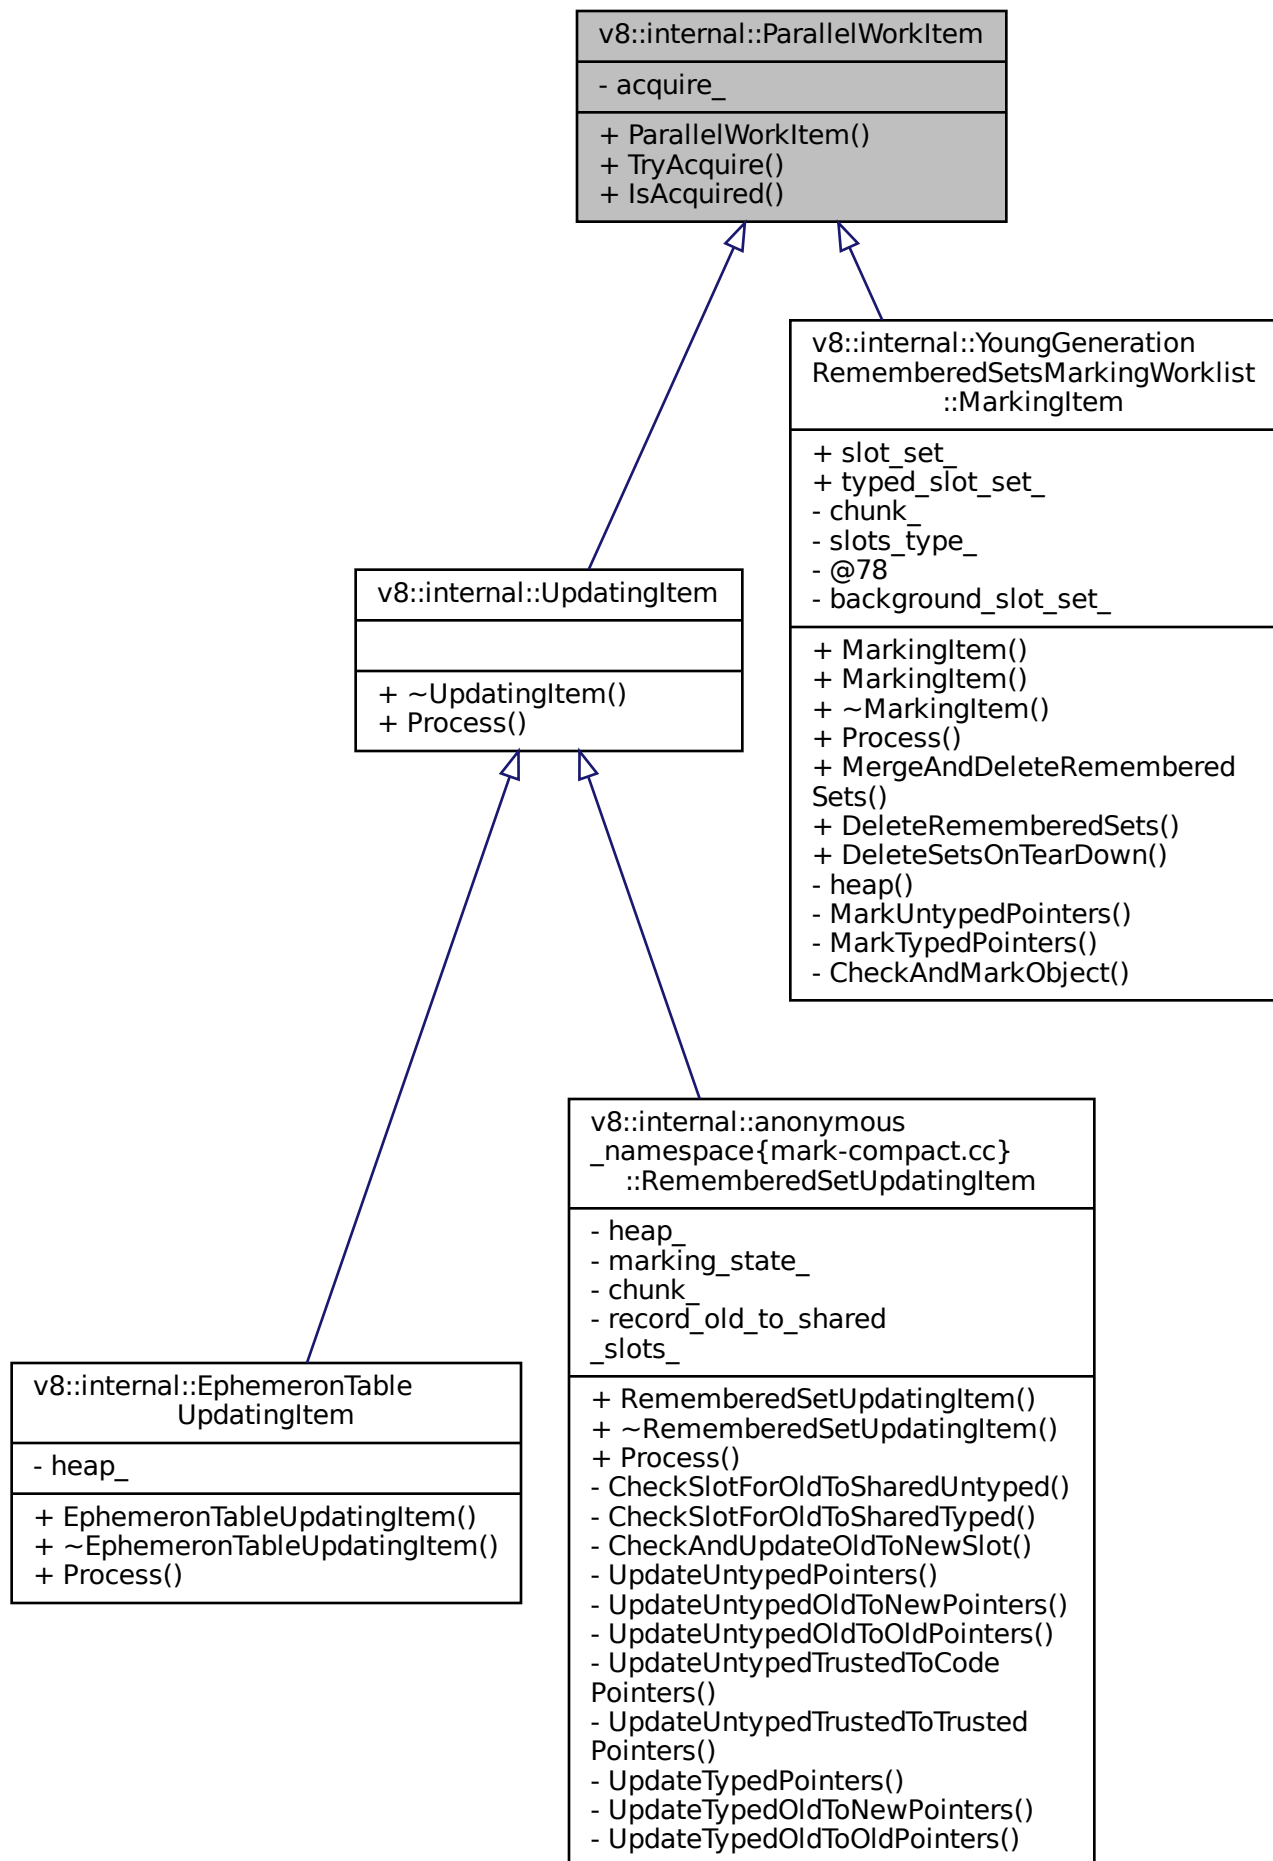 v8::internal::ParallelWorkItem
- acquire_
+ ParallelWorkItem()
+ TryAcquire()
+ IsAcquired()
v8::internal::YoungGeneration
RememberedSetsMarkingWorklist
::MarkingItem
+ slot_set_
+ typed_slot_set_
- chunk_
- slots_type_
- @78
- background_slot_set_
+ MarkingItem()
+ MarkingItem()
+ ~MarkingItem()
+ Process()
+ MergeAndDeleteRemembered
Sets()
+ DeleteRememberedSets()
+ DeleteSetsOnTearDown()
- heap()
- MarkUntypedPointers()
- MarkTypedPointers()
- CheckAndMarkObject()
v8::internal::UpdatingItem
+ ~UpdatingItem()
+ Process()
v8::internal::anonymous
_namespace{mark-compact.cc}
::RememberedSetUpdatingItem
- heap_
- marking_state_
- chunk_
- record_old_to_shared
_slots_
+ RememberedSetUpdatingItem()
+ ~RememberedSetUpdatingItem()
+ Process()
- CheckSlotForOldToSharedUntyped()
- CheckSlotForOldToSharedTyped()
- CheckAndUpdateOldToNewSlot()
- UpdateUntypedPointers()
- UpdateUntypedOldToNewPointers()
- UpdateUntypedOldToOldPointers()
- UpdateUntypedTrustedToCode
Pointers()
- UpdateUntypedTrustedToTrusted
Pointers()
- UpdateTypedPointers()
- UpdateTypedOldToNewPointers()
- UpdateTypedOldToOldPointers()
v8::internal::EphemeronTable
UpdatingItem
- heap_
+ EphemeronTableUpdatingItem()
+ ~EphemeronTableUpdatingItem()
+ Process()